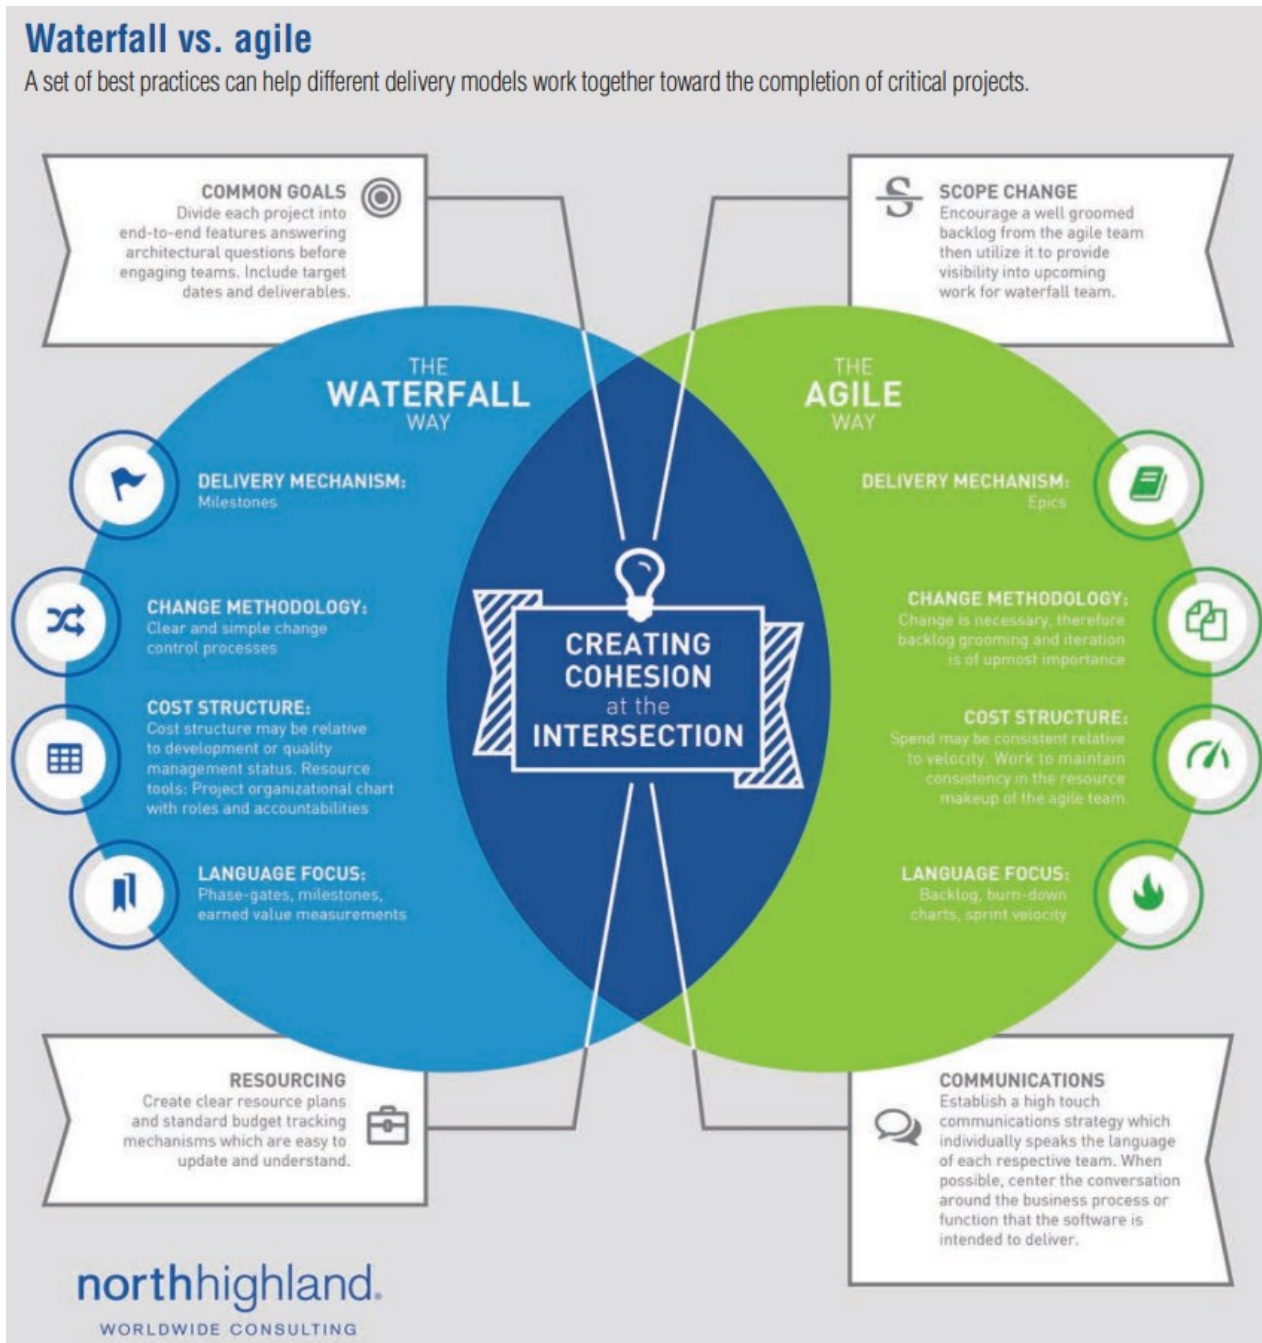 Waterfall vs. agile
A set of best practices can help different delivery models work together toward the completion of critical projects.
COMMON GOALS
Divide each project into
end-to-end features answering
architectural questions before
engaging teams. Include target
dates and deliverables.
SCOPE CHANGE
Encourage a well groomed
backlog from the agile team
then utilize it to provide
visibility into upcoming
work for waterfall team.
THE
WATERFALL
WAY
DELIVERY MECHANISM:
Milestones
CHANGE METHODOLOGY:
Clear and simple change
control processes
COST STRUCTURE:
Cost structure may be relative
to development or quality
management status. Resource
tools: Project organizational chart
with roles and accountabilities
LANGUAGE FOCUS:
Phase-gates, milestones,
earned value measurements
CREATING
COHESION
at the
INTERSECTION
THE
AGILE
WAY
DELIVERY MECHANISM:
Epics
CHANGE METHODOLOGY:
Change is necessary, therefore
backlog grooming and iteration
is of upmost importance
COST STRUCTURE:
Spend may be consistent relative
to velocity. Work to maintain
consistency in the resource
makeup of the agile team.
LANGUAGE FOCUS:
Backlog, burn-down
charts, sprint velocity
RESOURCING
Create clear resource plans
and standard budget tracking
mechanisms which are easy to
update and understand.
COMMUNICATIONS
Establish a high touch
communications strategy which
individually speaks the language
of each respective team. When
possible, center the conversation
around the business process or
function that the software is
intended to deliver.
northhighland.
WORLDWIDE CONSULTING